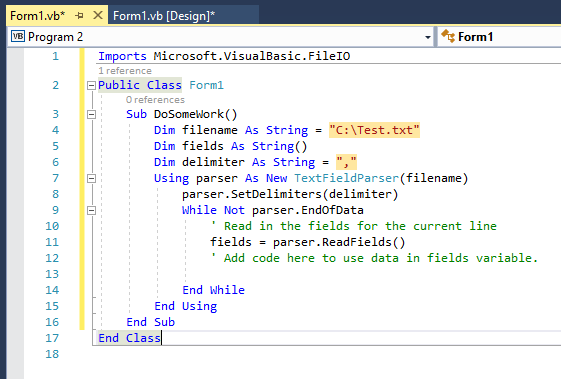 Form1.vb* Form1.vb [Design]*
VB Program 2 Form1
1 Imports Microsoft.VisualBasic.FileIO
1 reference
2 Public Class Form1
0 references
3 Sub DoSomeWork()
4 Dim filename As String = "C:\Test.txt"
5 Dim fields As String()
6 Dim delimiter As String = ","
7 Using parser As New TextFieldParser(filename)
8 parser.SetDelimiters(delimiter)
9 While Not parser.EndOfData
10 ' Read in the fields for the current line
11 fields = parser.ReadFields()
12 ' Add code here to use data in fields variable.
13
14 End While
15 End Using
16 End Sub
17 End Class
18